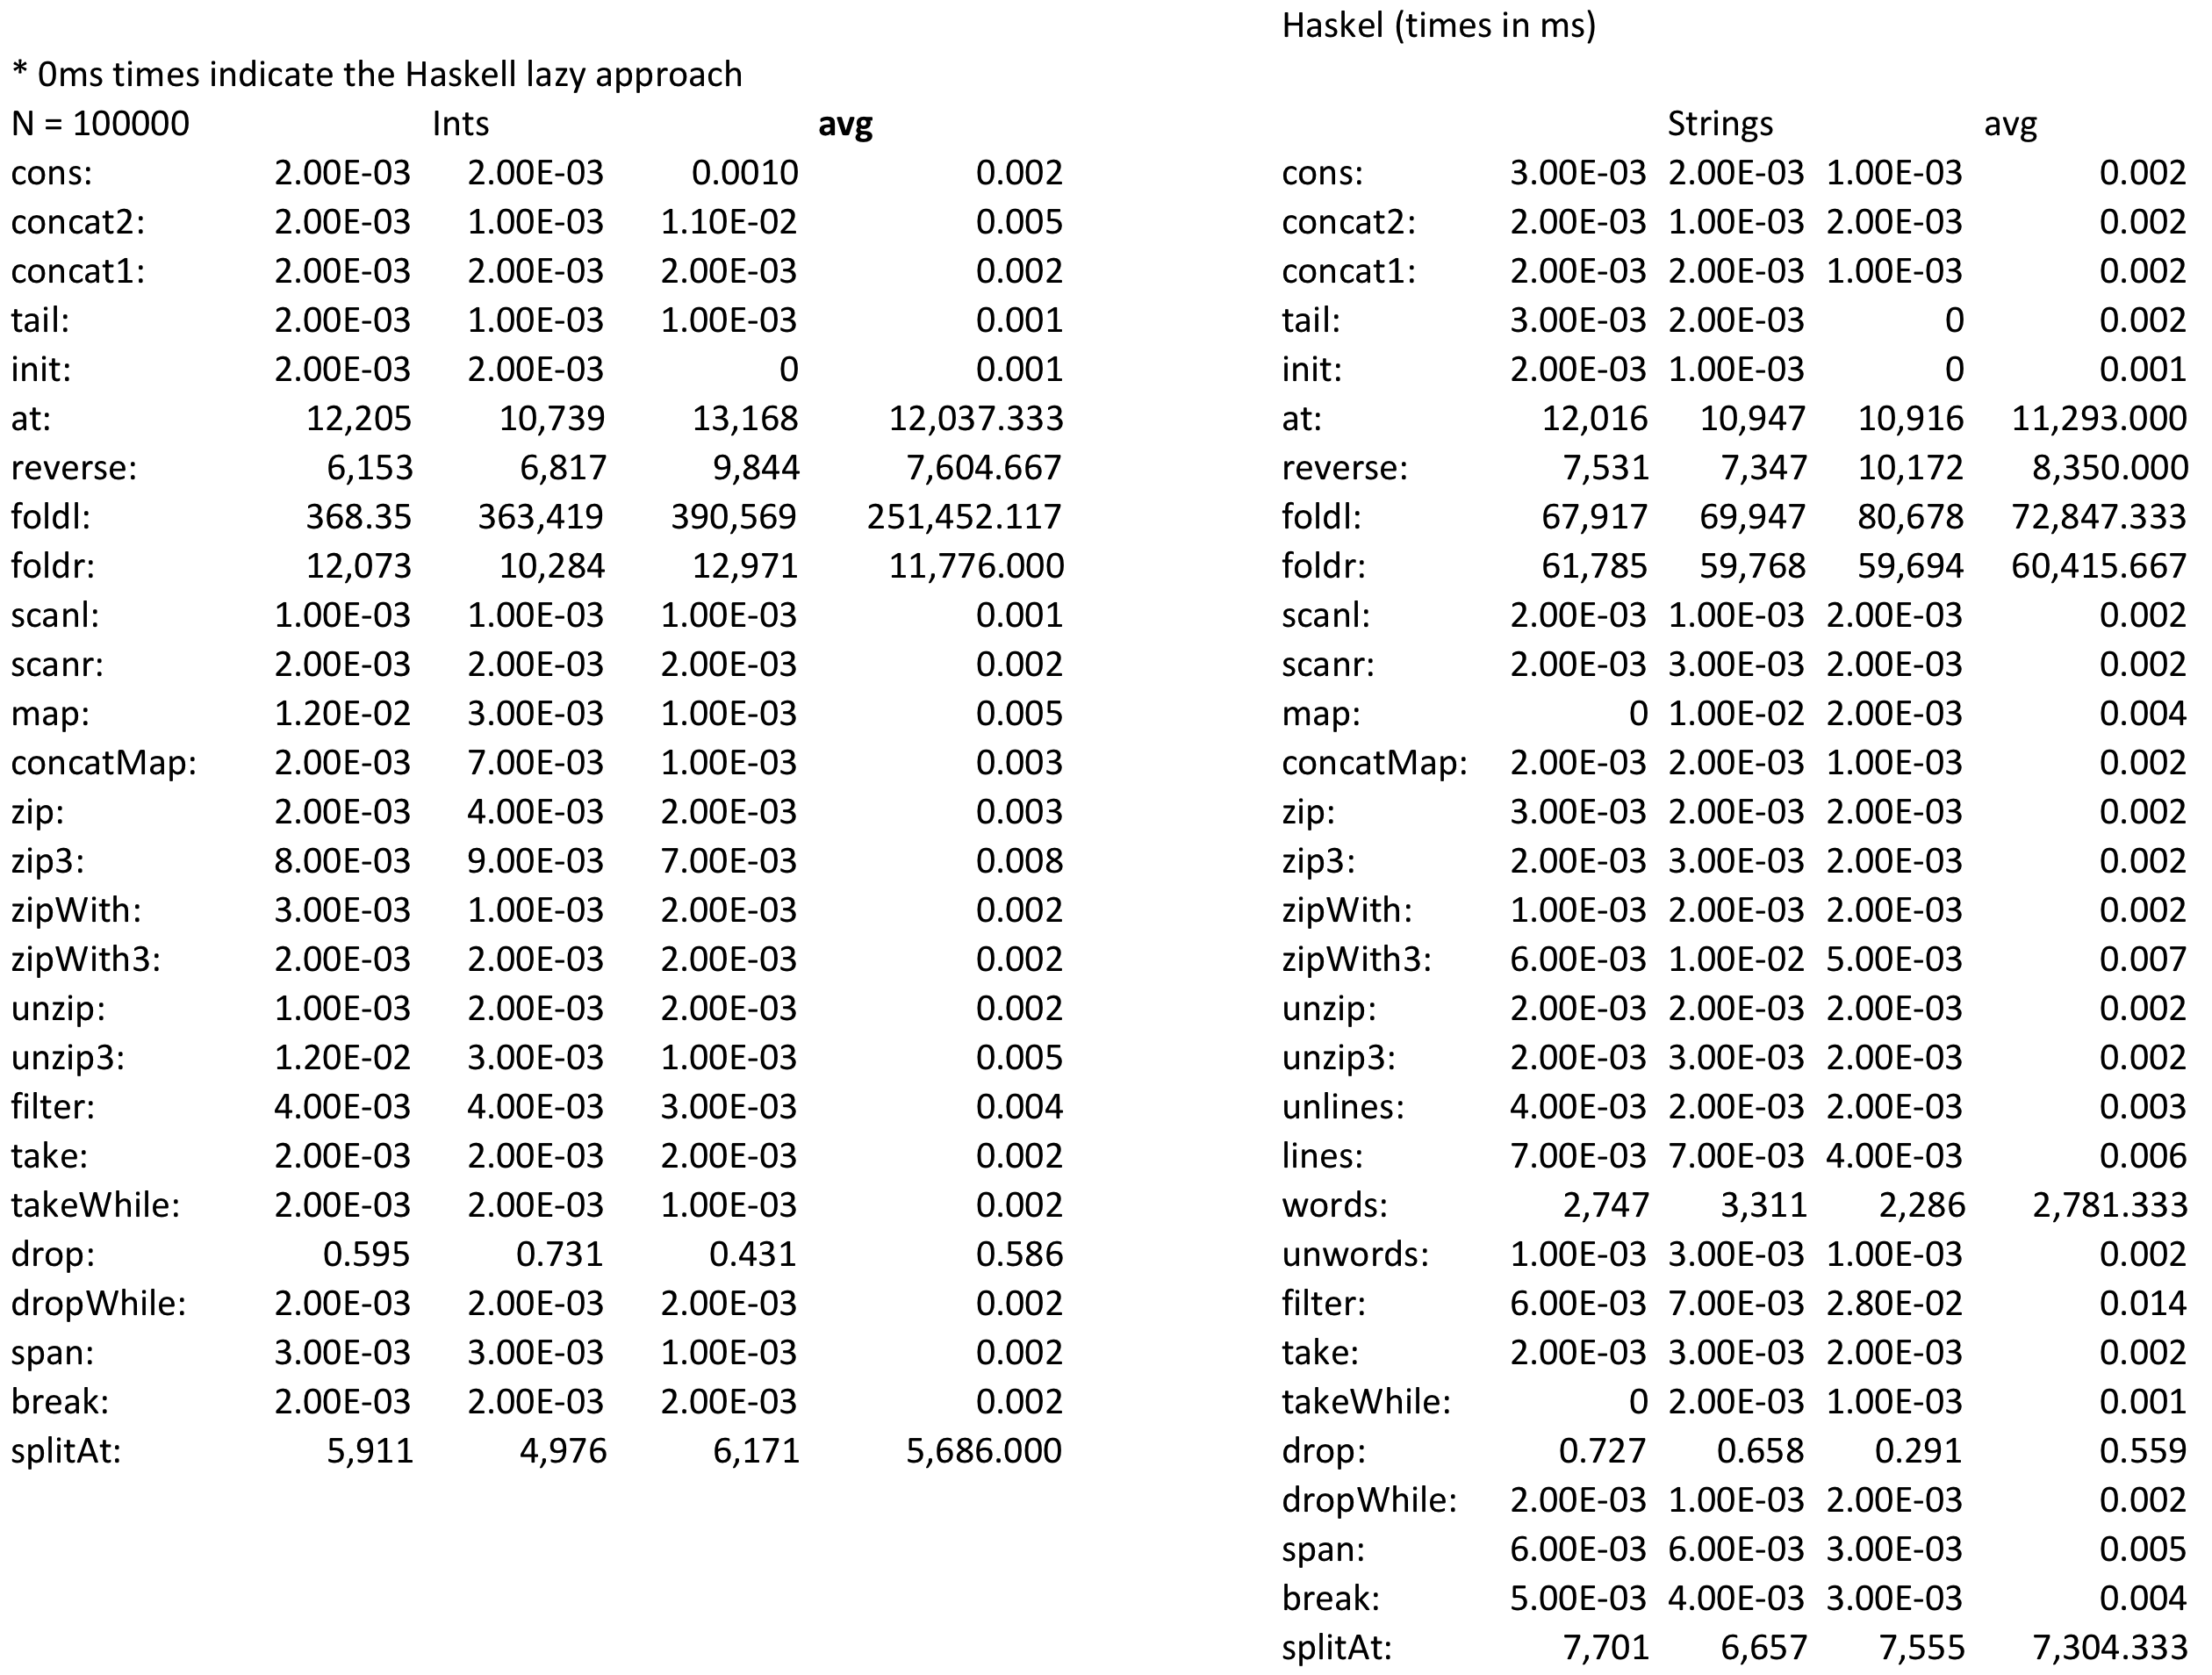 Haskel (times in ms)
* 0ms times indicate the Haskell lazy approach
N = 100000 Ints avg Strings avg
cons: 2.00E-03 2.00E-03 0.0010 0.002 cons: 3.00E-03 2.00E-03 1.00E-03 0.002
concat2: 2.00E-03 1.00E-03 1.10E-02 0.005 concat2: 2.00E-03 1.00E-03 2.00E-03 0.002
concat1: 2.00E-03 2.00E-03 2.00E-03 0.002 concat1: 2.00E-03 2.00E-03 1.00E-03 0.002
tail: 2.00E-03 1.00E-03 1.00E-03 0.001 tail: 3.00E-03 2.00E-03 0 0.002
init: 2.00E-03 2.00E-03 0 0.001 init: 2.00E-03 1.00E-03 0 0.001
at: 12,205 10,739 13,168 12,037.333 at: 12,016 10,947 10,916 11,293.000
reverse: 6,153 6,817 9,844 7,604.667 reverse: 7,531 7,347 10,172 8,350.000
foldl: 368.35 363,419 390,569 251,452.117 foldl: 67,917 69,947 80,678 72,847.333
foldr: 12,073 10,284 12,971 11,776.000 foldr: 61,785 59,768 59,694 60,415.667
scanl: 1.00E-03 1.00E-03 1.00E-03 0.001 scanl: 2.00E-03 1.00E-03 2.00E-03 0.002
scanr: 2.00E-03 2.00E-03 2.00E-03 0.002 scanr: 2.00E-03 3.00E-03 2.00E-03 0.002
map: 1.20E-02 3.00E-03 1.00E-03 0.005 map: 0 1.00E-02 2.00E-03 0.004
concatMap: 2.00E-03 7.00E-03 1.00E-03 0.003 concatMap: 2.00E-03 2.00E-03 1.00E-03 0.002
zip: 2.00E-03 4.00E-03 2.00E-03 0.003 zip: 3.00E-03 2.00E-03 2.00E-03 0.002
zip3: 8.00E-03 9.00E-03 7.00E-03 0.008 zip3: 2.00E-03 3.00E-03 2.00E-03 0.002
zipWith: 3.00E-03 1.00E-03 2.00E-03 0.002 zipWith: 1.00E-03 2.00E-03 2.00E-03 0.002
zipWith3: 2.00E-03 2.00E-03 2.00E-03 0.002 zipWith3: 6.00E-03 1.00E-02 5.00E-03 0.007
unzip: 1.00E-03 2.00E-03 2.00E-03 0.002 unzip: 2.00E-03 2.00E-03 2.00E-03 0.002
unzip3: 1.20E-02 3.00E-03 1.00E-03 0.005 unzip3: 2.00E-03 3.00E-03 2.00E-03 0.002
filter: 4.00E-03 4.00E-03 3.00E-03 0.004 unlines: 4.00E-03 2.00E-03 2.00E-03 0.003
take: 2.00E-03 2.00E-03 2.00E-03 0.002 lines: 7.00E-03 7.00E-03 4.00E-03 0.006
takeWhile: 2.00E-03 2.00E-03 1.00E-03 0.002 words: 2,747 3,311 2,286 2,781.333
drop: 0.595 0.731 0.431 0.586 unwords: 1.00E-03 3.00E-03 1.00E-03 0.002
dropWhile: 2.00E-03 2.00E-03 2.00E-03 0.002 filter: 6.00E-03 7.00E-03 2.80E-02 0.014
span: 3.00E-03 3.00E-03 1.00E-03 0.002 take: 2.00E-03 3.00E-03 2.00E-03 0.002
break: 2.00E-03 2.00E-03 2.00E-03 0.002 takeWhile: 0 2.00E-03 1.00E-03 0.001
splitAt: 5,911 4,976 6,171 5,686.000 drop: 0.727 0.658 0.291 0.559
dropWhile: 2.00E-03 1.00E-03 2.00E-03 0.002
span: 6.00E-03 6.00E-03 3.00E-03 0.005
break: 5.00E-03 4.00E-03 3.00E-03 0.004
splitAt: 7,701 6,657 7,555 7,304.333